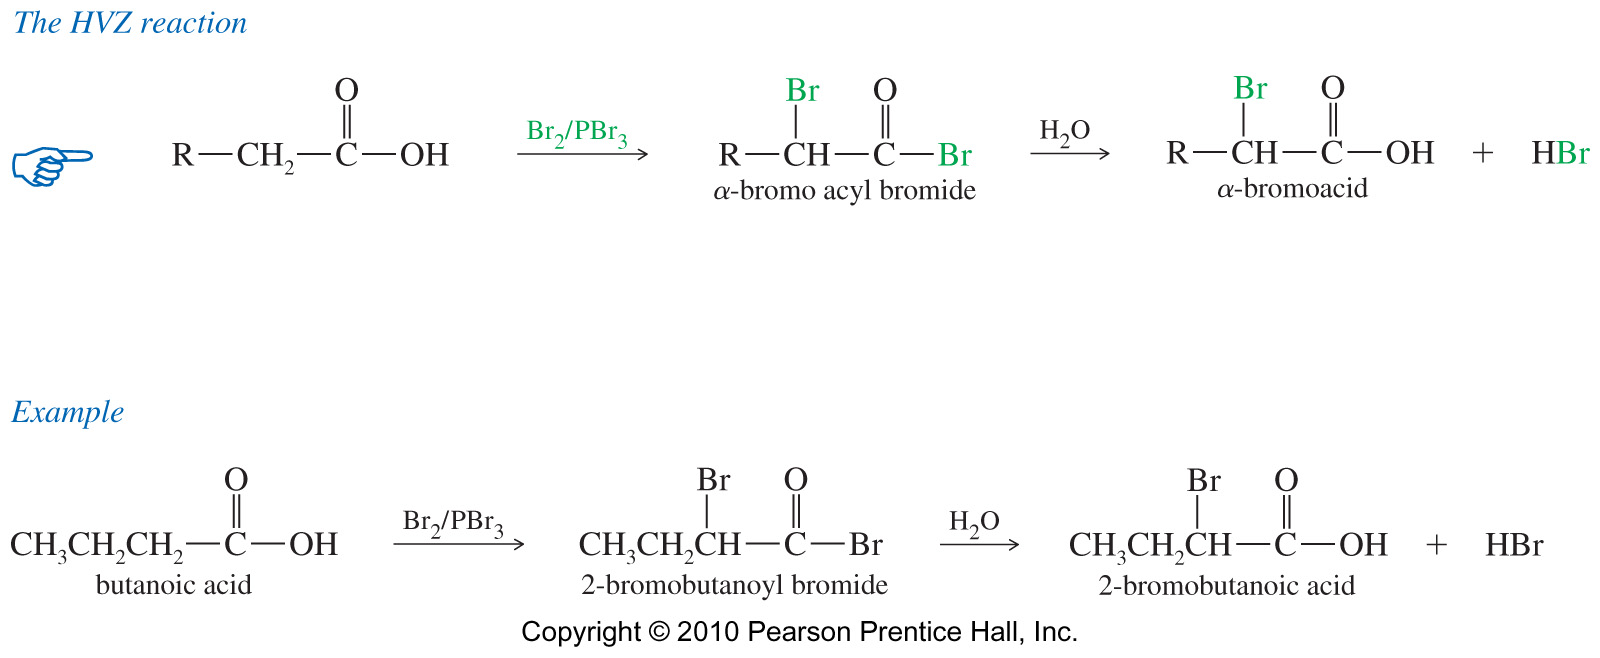 The HVZ reaction
Br O Br O
O
R—CH₂—C—OH Br₂/PBr₃ R—CH—C—Br H₂O R—CH—C—OH + HBr
α-bromo acyl bromide α-bromoacid
Example
O Br O Br O
CH₃CH₂CH₂—C—OH Br₂/PBr₃ CH₃CH₂CH—C—Br H₂O CH₃CH₂CH—C—OH + HBr
butanoic acid 2-bromobutanoyl bromide 2-bromobutanoic acid
Copyright © 2010 Pearson Prentice Hall, Inc.